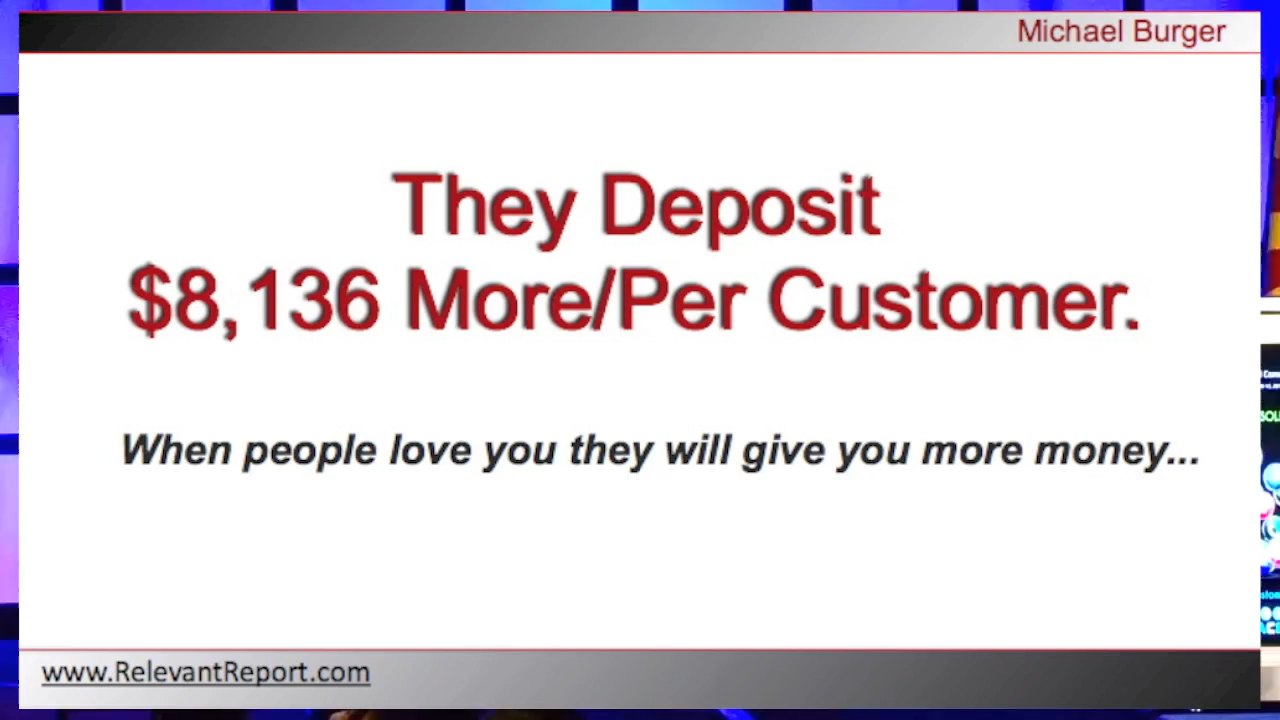 Michael Burger
They Deposit
$8,136 More/Per Customer.
When people love you they will give you more money...
www.RelevantReport.com